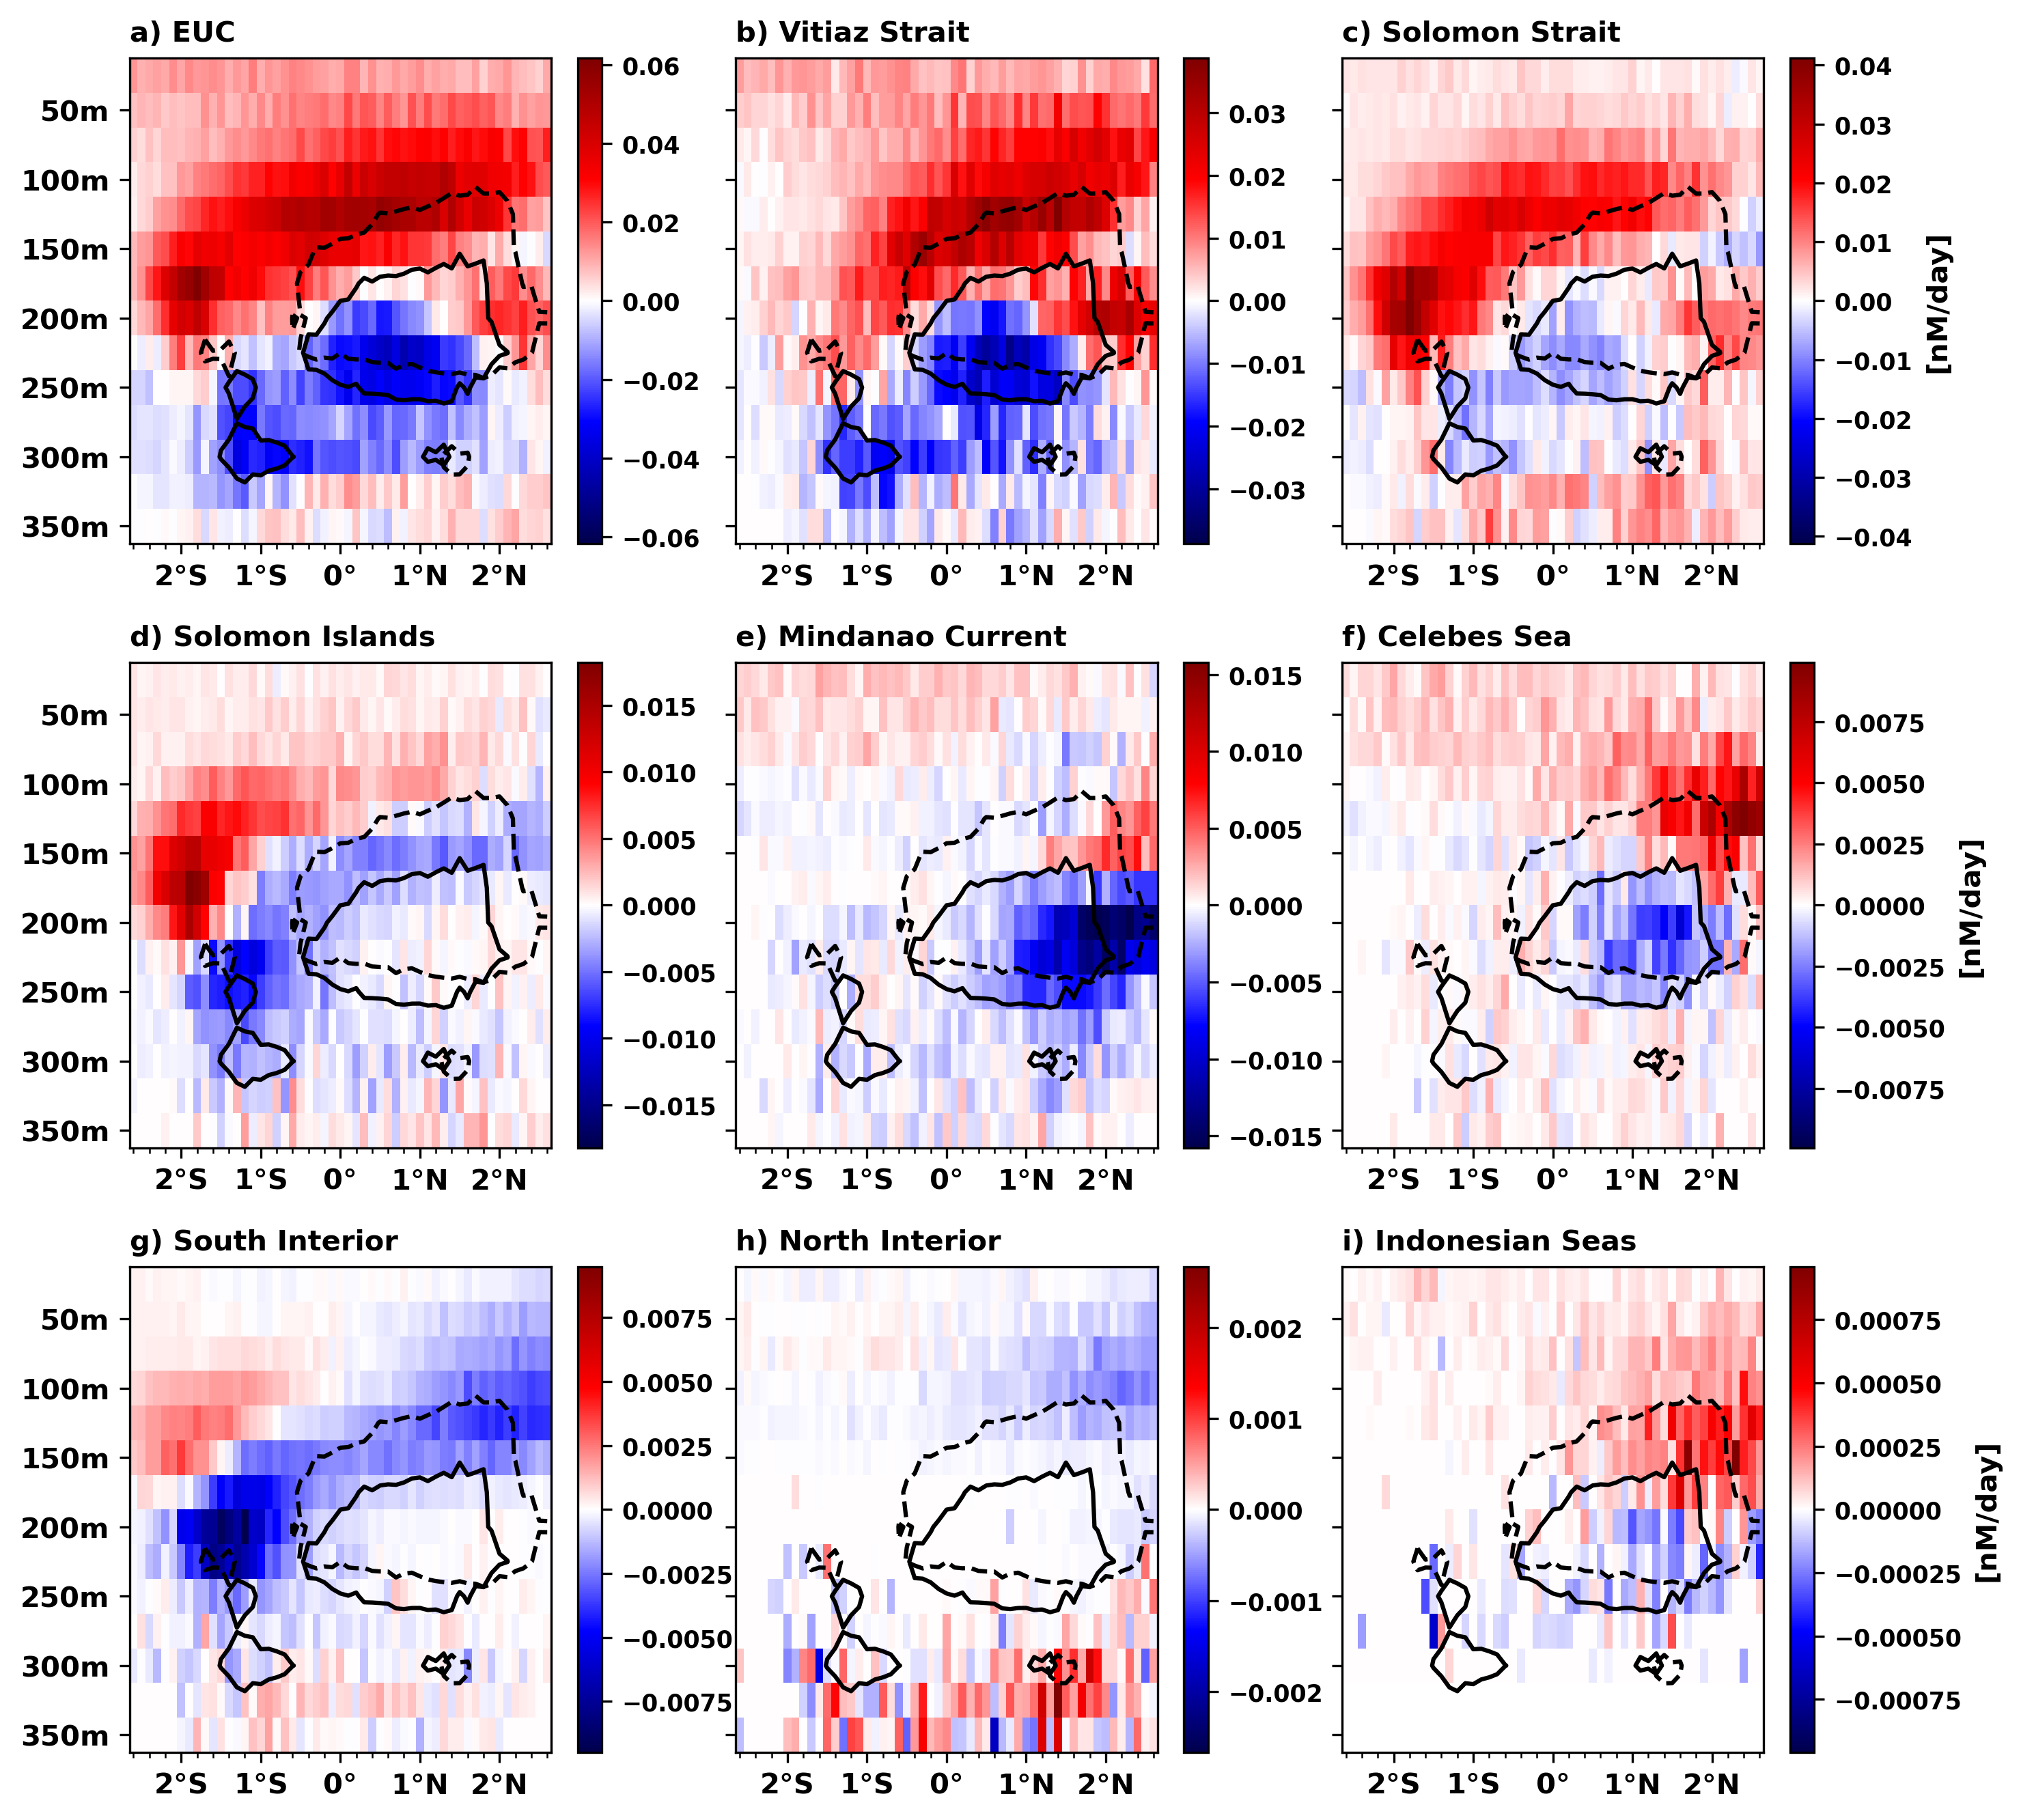 a) EUC
b) Vitiaz Strait
c) Solomon Strait
50m
100m
150m
200m
250m
300m
350m
2°S 1°S 0° 1°N 2°N
0.06
0.04
0.02
0.00
−0.02
−0.04
−0.06
2°S 1°S 0° 1°N 2°N
0.03
0.02
0.01
0.00
−0.01
−0.02
−0.03
2°S 1°S 0° 1°N 2°N
0.04
0.03
0.02
0.01
0.00
−0.01
−0.02
−0.03
−0.04
[nM/day]
d) Solomon Islands
e) Mindanao Current
f) Celebes Sea
50m
100m
150m
200m
250m
300m
350m
2°S 1°S 0° 1°N 2°N
0.015
0.010
0.005
0.000
−0.005
−0.010
−0.015
2°S 1°S 0° 1°N 2°N
0.015
0.010
0.005
0.000
−0.005
−0.010
−0.015
2°S 1°S 0° 1°N 2°N
0.0075
0.0050
0.0025
0.0000
−0.0025
−0.0050
−0.0075
[nM/day]
g) South Interior
h) North Interior
i) Indonesian Seas
50m
100m
150m
200m
250m
300m
350m
2°S 1°S 0° 1°N 2°N
0.0075
0.0050
0.0025
0.0000
−0.0025
−0.0050
−0.0075
2°S 1°S 0° 1°N 2°N
0.002
0.001
0.000
−0.001
−0.002
2°S 1°S 0° 1°N 2°N
0.00075
0.00050
0.00025
0.00000
−0.00025
−0.00050
−0.00075
[nM/day]